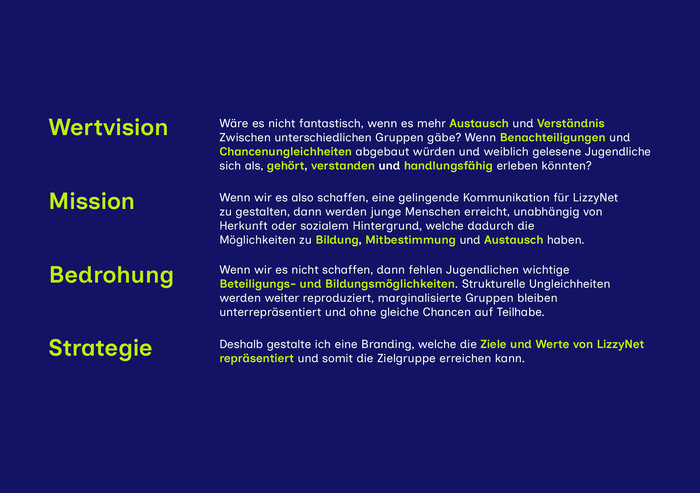 Wertvision
Wäre es nicht fantastisch, wenn es mehr Austausch und Verständnis
Zwischen unterschiedlichen Gruppen gäbe? Wenn Benachteiligungen und
Chancenungleichheiten abgebaut würden und weiblich gelesene Jugendliche
sich als, gehört, verstanden und handlungsfähig erleben könnten?
Mission
Wenn wir es also schaffen, eine gelingende Kommunikation für LizzyNet
zu gestalten, dann werden junge Menschen erreicht, unabhängig von
Herkunft oder sozialem Hintergrund, welche dadurch die
Möglichkeiten zu Bildung, Mitbestimmung und Austausch haben.
Bedrohung
Wenn wir es nicht schaffen, dann fehlen Jugendlichen wichtige
Beteiligungs- und Bildungsmöglichkeiten. Strukturelle Ungleichheiten
werden weiter reproduziert, marginalisierte Gruppen bleiben
unterrepräsentiert und ohne gleiche Chancen auf Teilhabe.
Strategie
Deshalb gestalte ich eine Branding, welche die Ziele und Werte von LizzyNet
repräsentiert und somit die Zielgruppe erreichen kann.